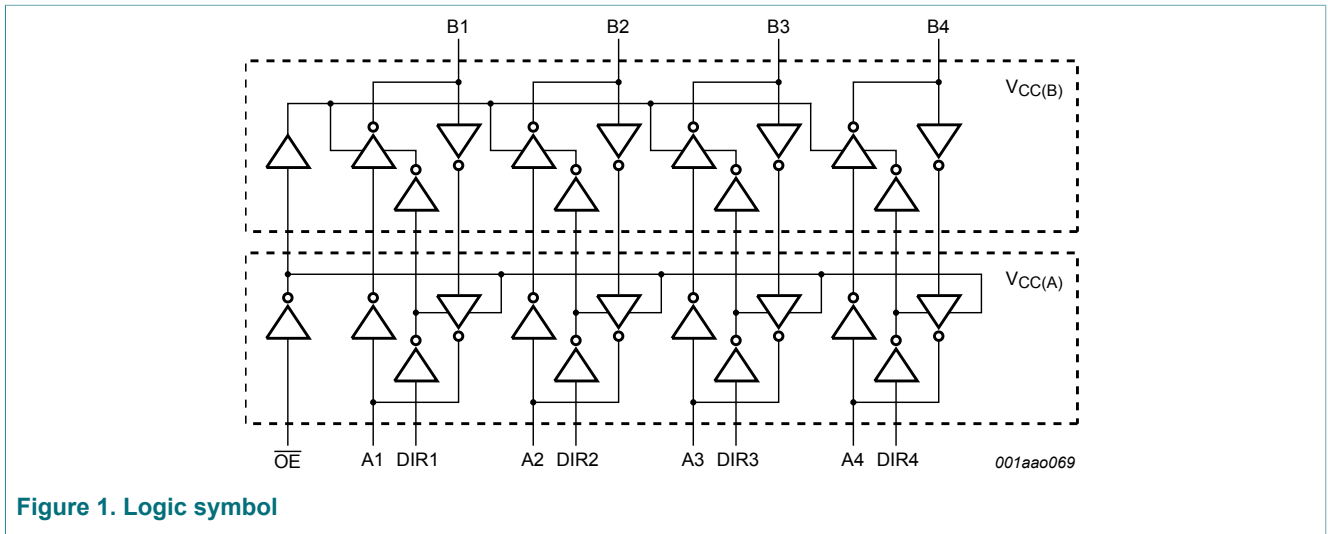 B1 B2 B3 B4
VCC(B)
VCC(A)
OE A1 DIR1 A2 DIR2 A3 DIR3 A4 DIR4 001aao069
Figure 1. Logic symbol